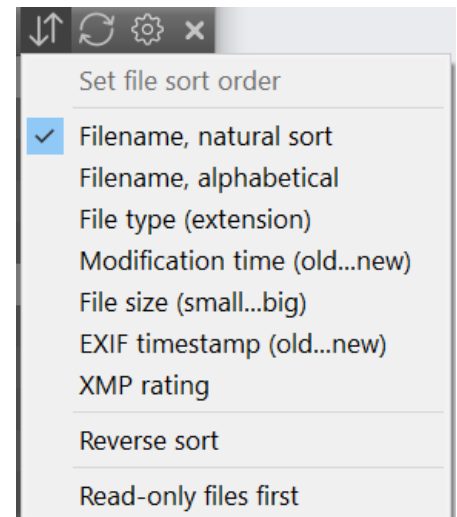 Set file sort order
Filename, natural sort
Filename, alphabetical
File type (extension)
Modification time (old...new)
File size (small...big)
EXIF timestamp (old...new)
XMP rating
Reverse sort
Read-only files first